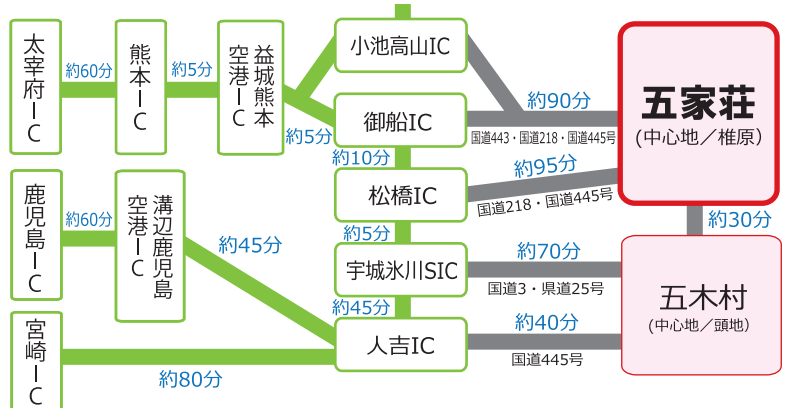 太宰府IC
約60分
熊本IC
約5分
益城熊本
空港IC
約5分
小池高山IC
御船IC
約10分
松橋IC
約5分
宇城氷川SIC
約45分
人吉IC
約90分
国道443・国道218・国道445号
約95分
国道218・国道445号
約70分
国道3・県道25号
約40分
国道445号
五家荘
(中心地／椎原)
約30分
五木村
(中心地／頭地)
鹿児島IC
約60分
溝辺鹿児島
空港IC
約45分
宮崎IC
約80分